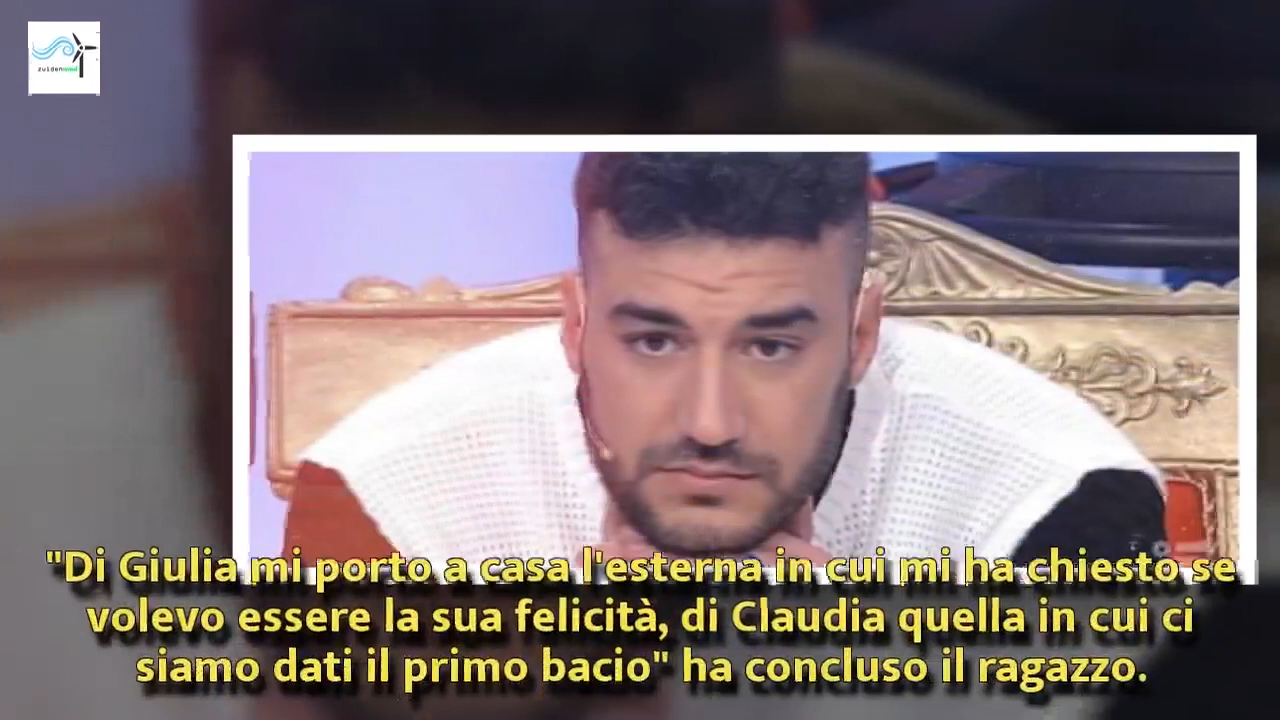 zuidenwind
"Di Giulia mi porto a casa l'esterna in cui mi ha chiesto se
volevo essere la sua felicità, di Claudia quella in cui ci
siamo dati il primo bacio" ha concluso il ragazzo.